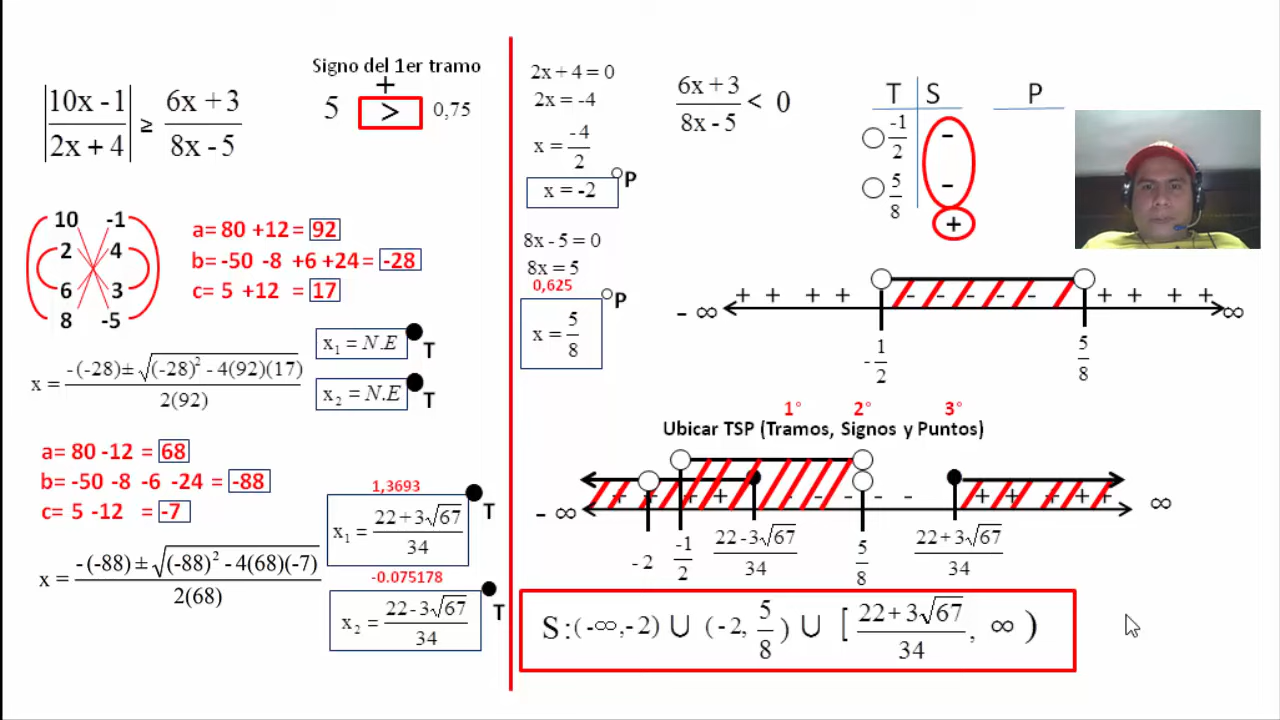 Signo del 1er tramo
+
|10x - 1 / 2x + 4| ≥ 6x + 3 / 8x - 5
5 > 0,75
10 -1
2 4
6 3
8 -5
a= 80 +12 = 92
b= -50 -8 +6 +24 = -28
c= 5 +12 = 17
x = -(-28)± √(-28)² - 4(92)(17) / 2(92)
x₁ = N.E T
x₂ = N.E T
a= 80 -12 = 68
b= -50 -8 -6 -24 = -88
c= 5 -12 = -7
x = -(-88) ± √(-88)² - 4(68)(-7) / 2(68)
1,3693
x₁ = 22 + 3√67 / 34 T
-0.075178
x₂ = 22 - 3√67 / 34 T
2x + 4 = 0
2x = -4
x = -4 / 2
x = -2 P
8x - 5 = 0
8x = 5
0,625
x = 5 / 8 P
6x + 3 / 8x - 5 < 0
T S P
-1 / 2 -
5 / 8 -
+
- ∞ + + + + - - - - - + + + + ∞
- 1 / 2 5 / 8
1° 2° 3°
Ubicar TSP (Tramos, Signos y Puntos)
- ∞ + + + + - - - - + + + + ∞
- 2 -1 / 2 22 - 3√67 / 34 5 / 8 22 + 3√67 / 34
S: (-∞, - 2) ∪ (- 2, 5 / 8) ∪ [22 + 3√67 / 34, ∞)